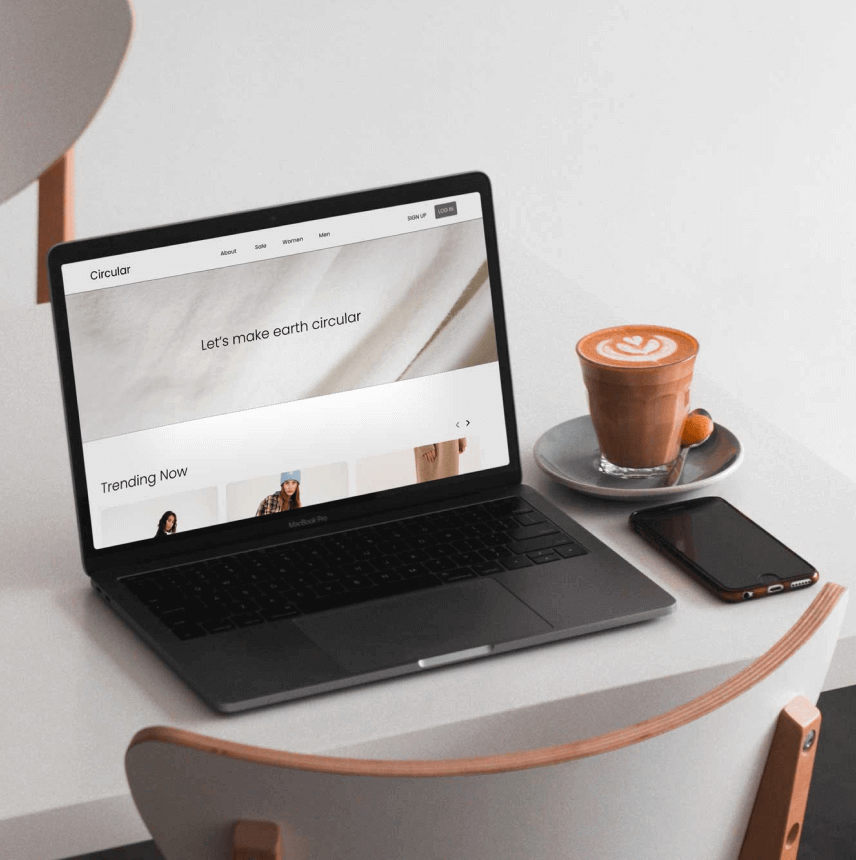 Circular
About Sale Women Men
SIGN UP LOG IN
Let's make earth circular
Trending Now
MacBook Pro